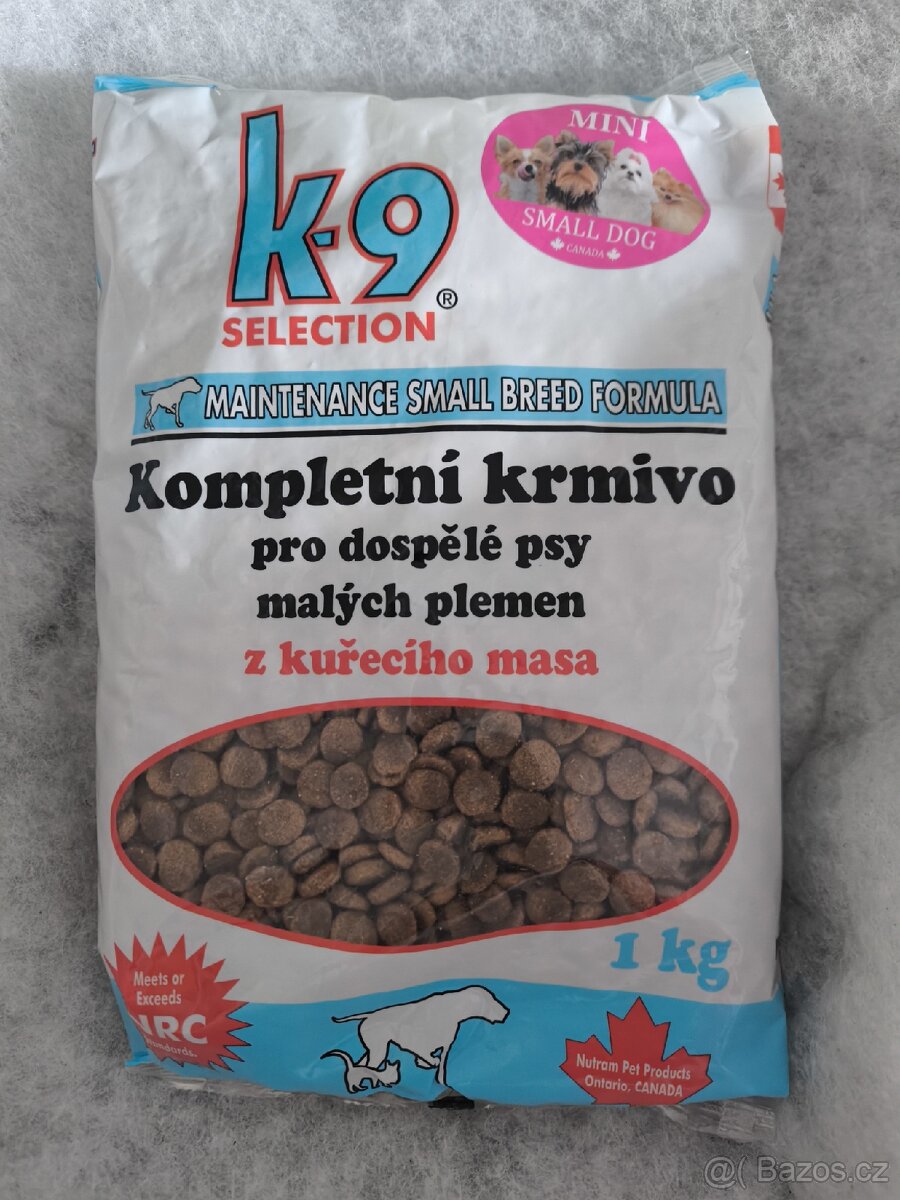 k-9®
SELECTION
MINI
SMALL DOG
CANADA
MAINTENANCE SMALL BREED FORMULA
Kompletní krmivo
pro dospělé psy
malých plemen
z kuřecího masa
1 kg
Meets or
Exceeds
NRC
Standards.
Nutram Pet Products
Ontario, CANADA
@( Bazos.cz